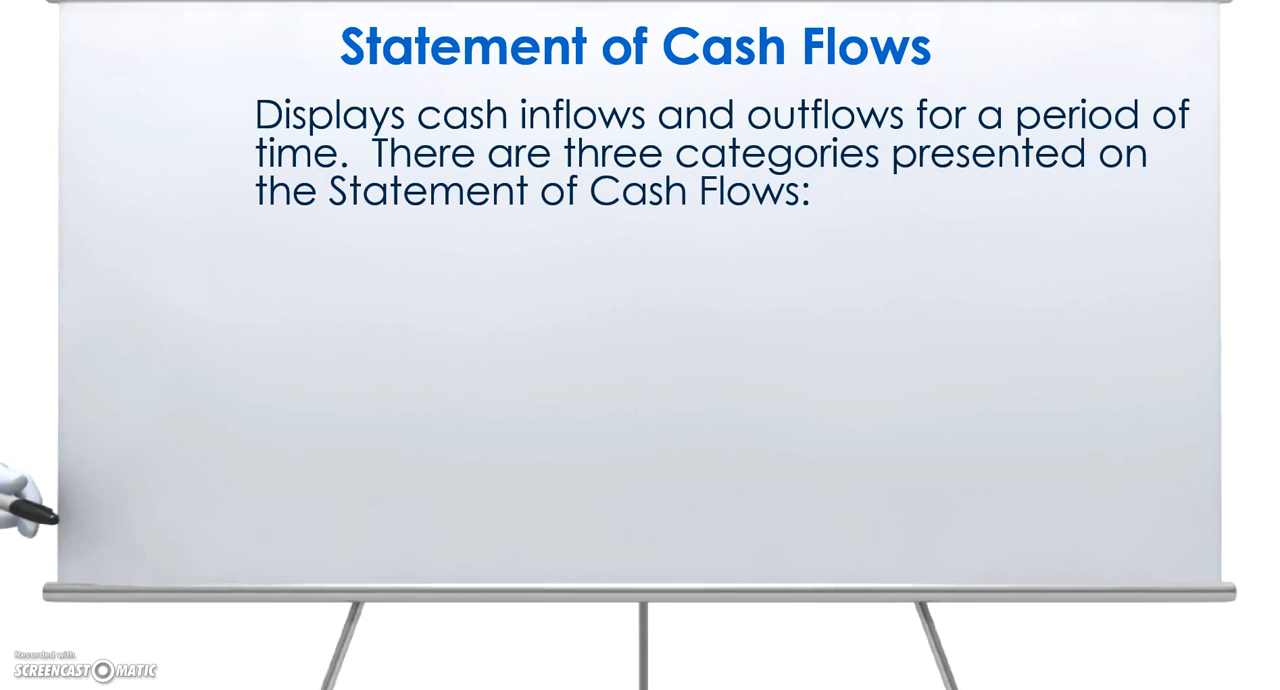 Statement of Cash Flows
Displays cash inflows and outflows for a period of
time.  There are three categories presented on
the Statement of Cash Flows:
Recorded with
SCREENCAST O MATIC